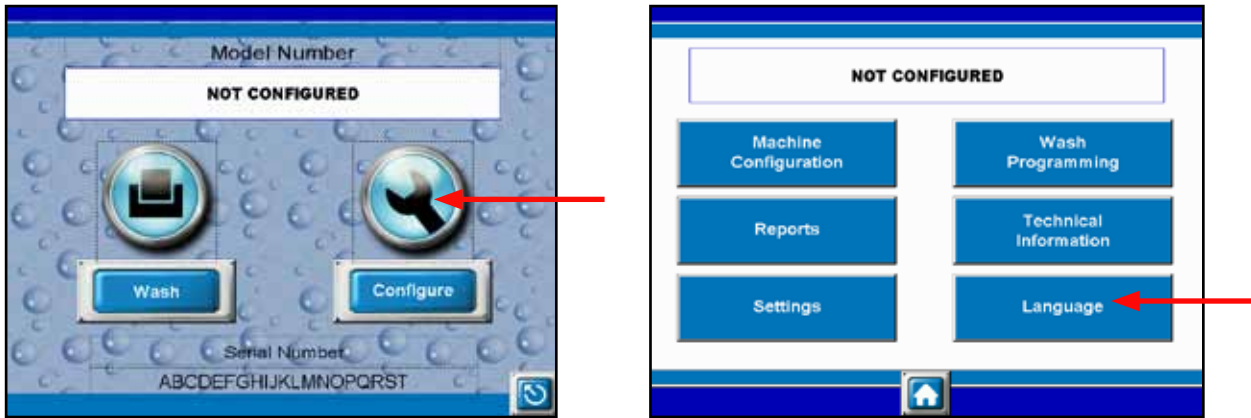 Model Number
NOT CONFIGURED
Wash
Configure
Serial Number
ABCDEFGHIJKLMNOPQRST
NOT CONFIGURED
Machine
Configuration
Wash
Programming
Reports
Technical
Information
Settings
Language